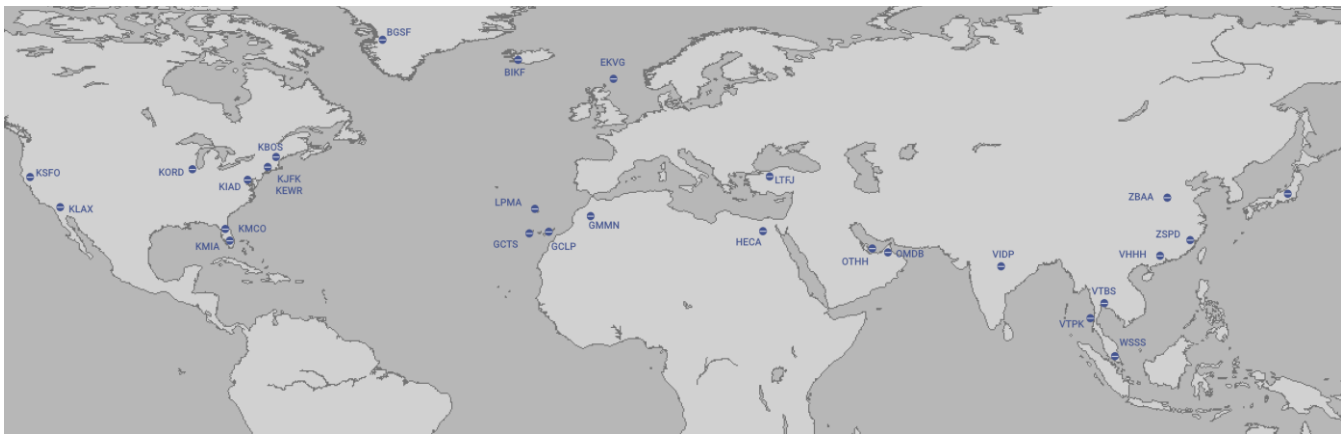 BGSF
BIKF
EKVG
KBOS
KSFO
KORD
KJFK
KIAD
KEWR
LTFJ
KLAX
LPMA
ZBAA
GMMN
KMCO
KMIA
GCTS
GCLP
HECA
ZSPD
OTHH
OMDB
VIDP
VHHH
VTBS
VTPK
WSSS